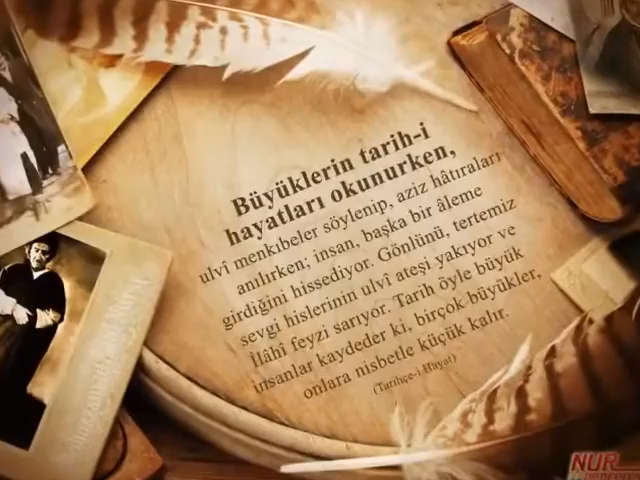 Büyüklerin tarih-i
hayatları okunurken,
ulvî menkıbeler söylenip, aziz hâtıraları
anılırken; insan, başka bir âleme
girdiğini hissediyor. Gönlünü, tertemiz
sevgi hislerinin ulvî ateşi yakıyor ve
İlâhî feyzi sarıyor. Tarih öyle büyük
insanlar kaydeder ki, birçok büyükler,
onlara nisbetle küçük kalır.
(Tarihçe-i Hayat)
NUR